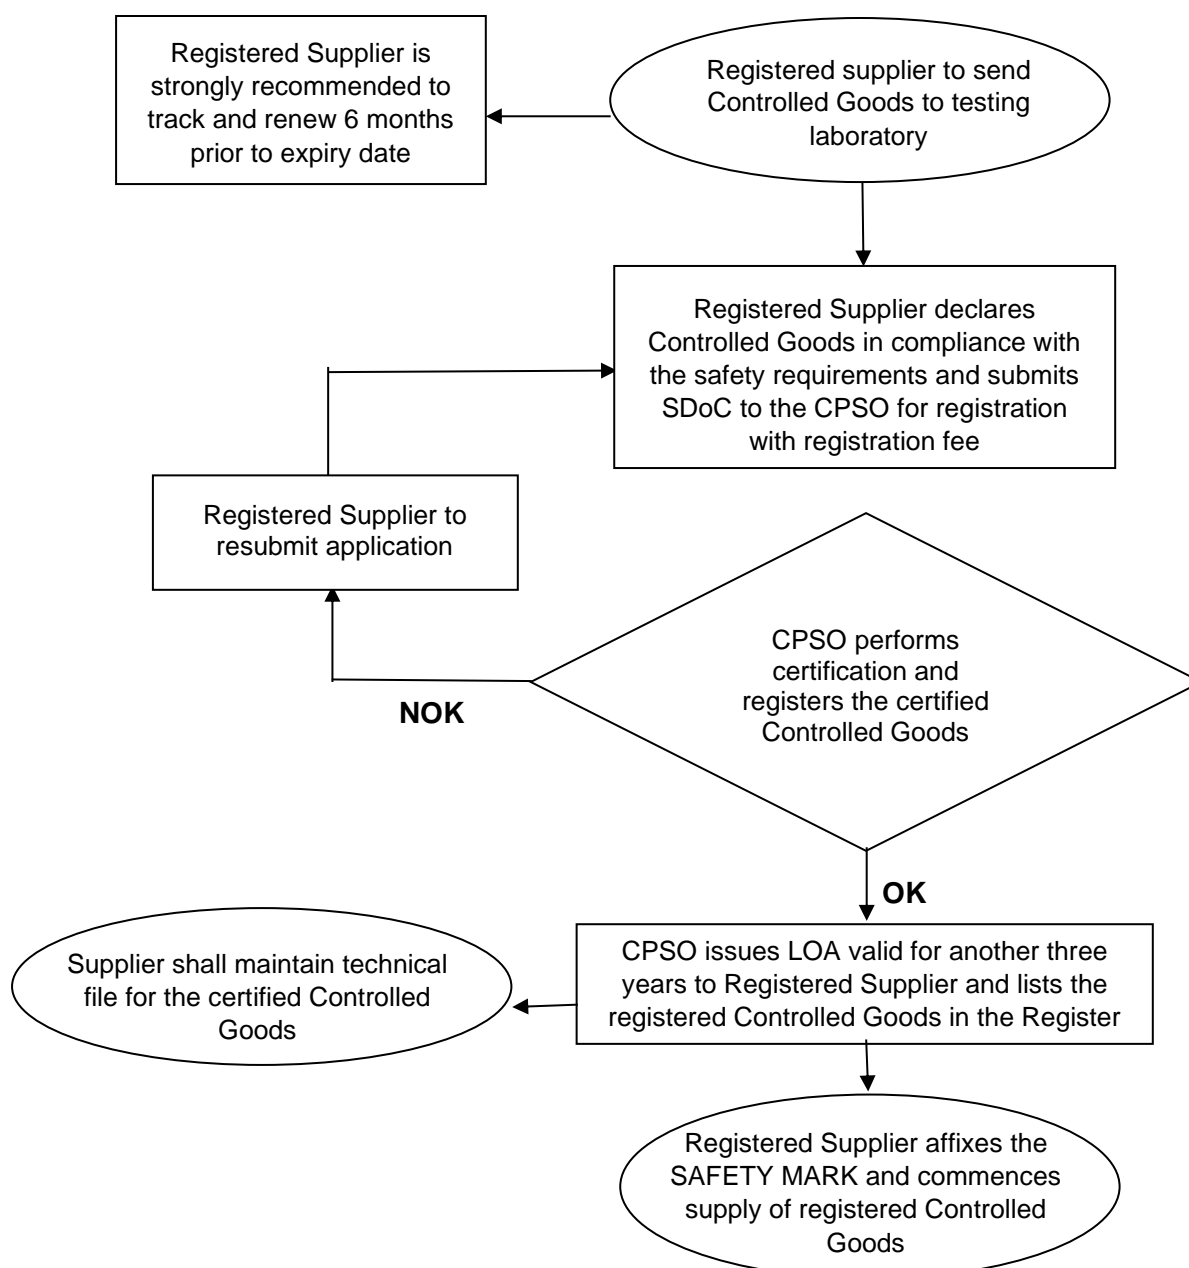 Registered Supplier is
strongly recommended to
track and renew 6 months
prior to expiry date
Registered supplier to send
Controlled Goods to testing
laboratory
Registered Supplier declares
Controlled Goods in compliance with
the safety requirements and submits
SDoC to the CPSO for registration
with registration fee
Registered Supplier to
resubmit application
CPSO performs
certification and
registers the certified
Controlled Goods
NOK
OK
Supplier shall maintain technical
file for the certified Controlled
Goods
CPSO issues LOA valid for another three
years to Registered Supplier and lists the
registered Controlled Goods in the Register
Registered Supplier affixes the
SAFETY MARK and commences
supply of registered Controlled
Goods